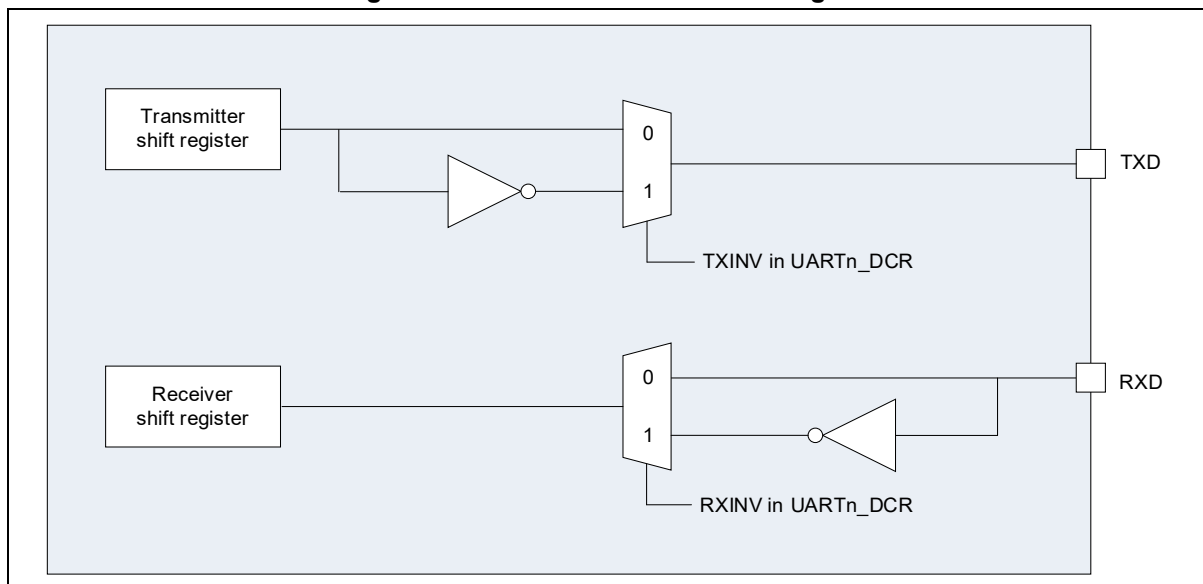 Transmitter
shift register
0
1
TXD
TXINV in UARTn_DCR
Receiver
shift register
0
1
RXD
RXINV in UARTn_DCR